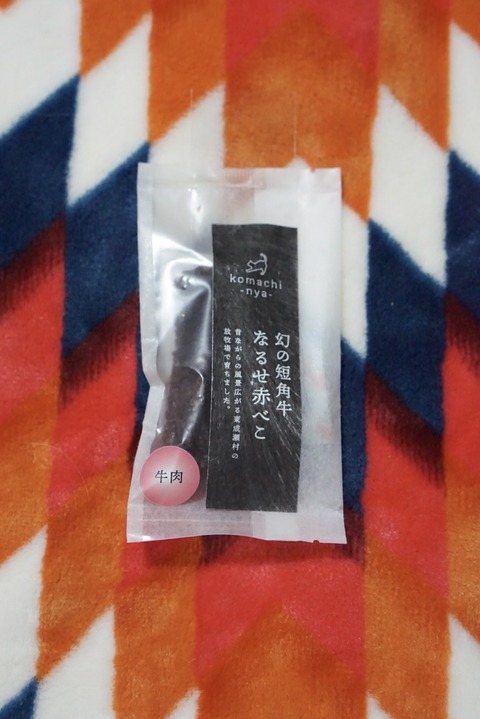 komachi
-nya-
幻の短角牛
なるせ赤べこ
昔ながらの風景広がる東成瀬村の
放牧場で育ちました。
牛肉